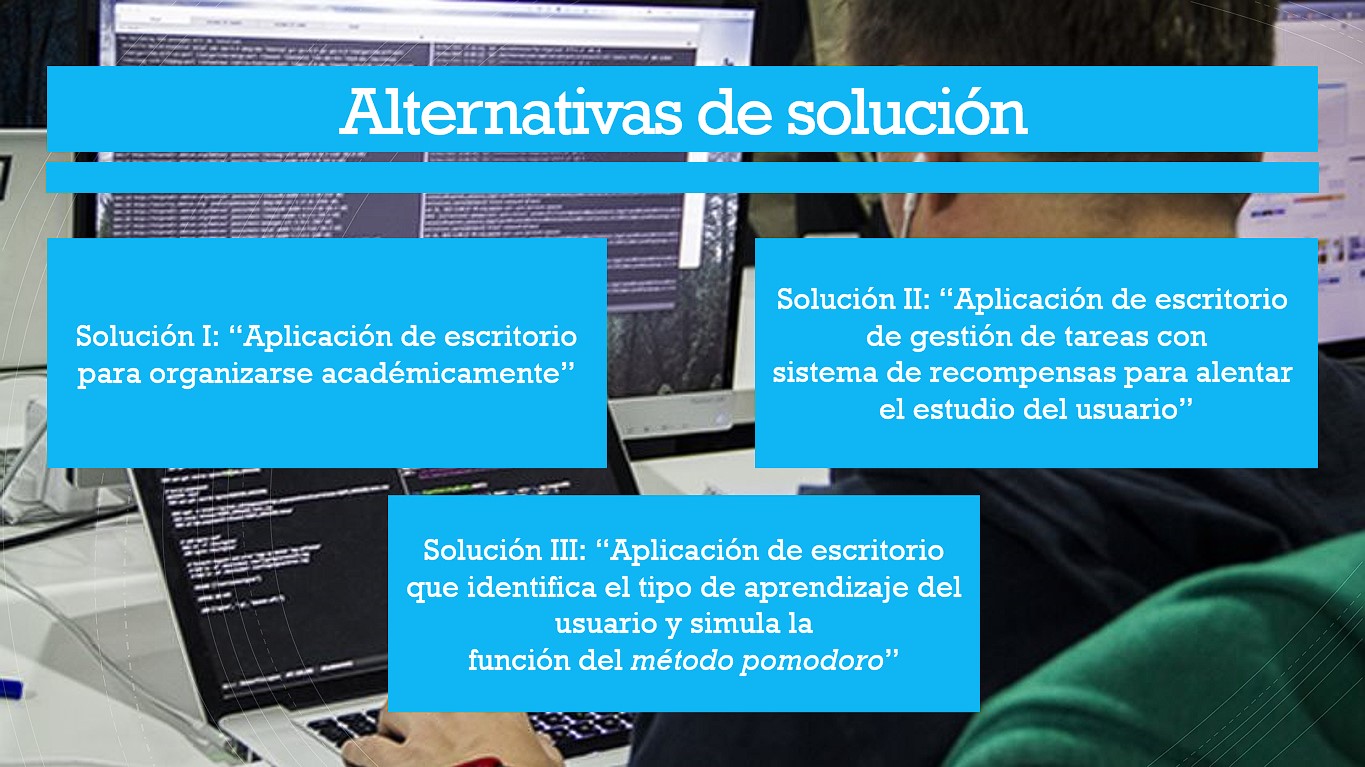 Alternativas de solución
Solución I: “Aplicación de escritorio
para organizarse académicamente”
Solución II: “Aplicación de escritorio
de gestión de tareas con
sistema de recompensas para alentar
el estudio del usuario”
Solución III: “Aplicación de escritorio
que identifica el tipo de aprendizaje del
usuario y simula la
función del método pomodoro”